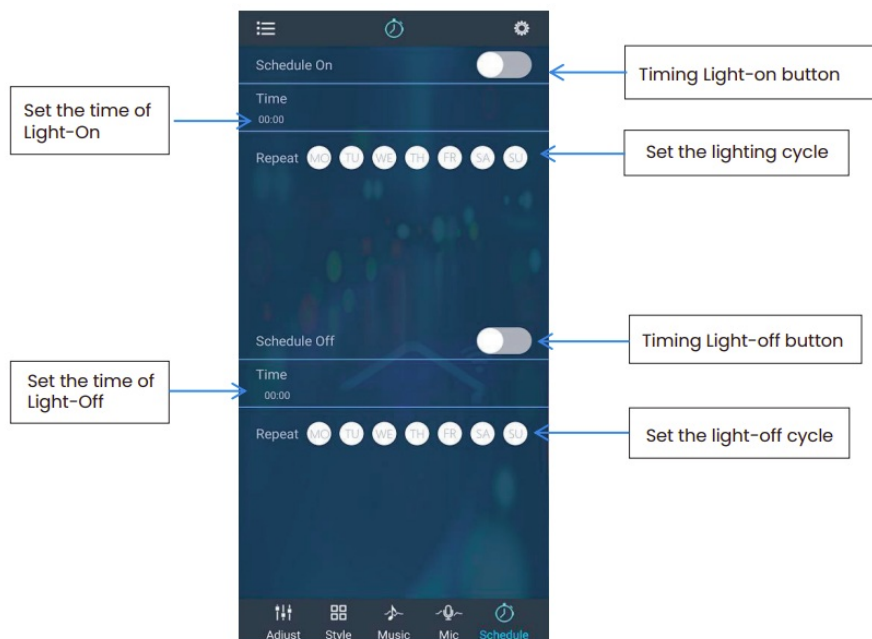 Schedule On
Timing Light-on button
Set the time of
Light-On
Time
00:00
Repeat MO TU WE TH FR SA SU
Set the lighting cycle
Schedule Off
Timing Light-off button
Set the time of
Light-Off
Time
00:00
Repeat MO TU WE TH FR SA SU
Set the light-off cycle
Adjust Style Music Mic Schedule